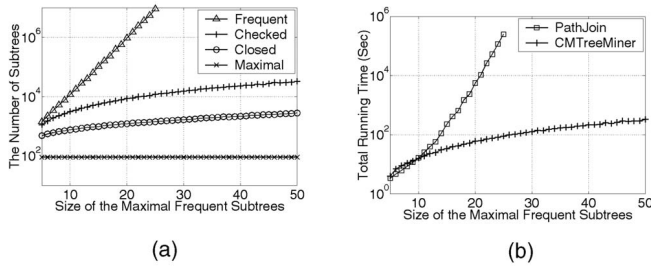 10^6
10^4
10^2
The Number of Subtrees
Frequent
Checked
Closed
Maximal
10 20 30 40 50
Size of the Maximal Frequent Subtrees
(a)
10^6
10^4
10^2
10^0
Total Running Time (Sec)
PathJoin
CMTreeMiner
10 20 30 40 50
Size of the Maximal Frequent Subtrees
(b)